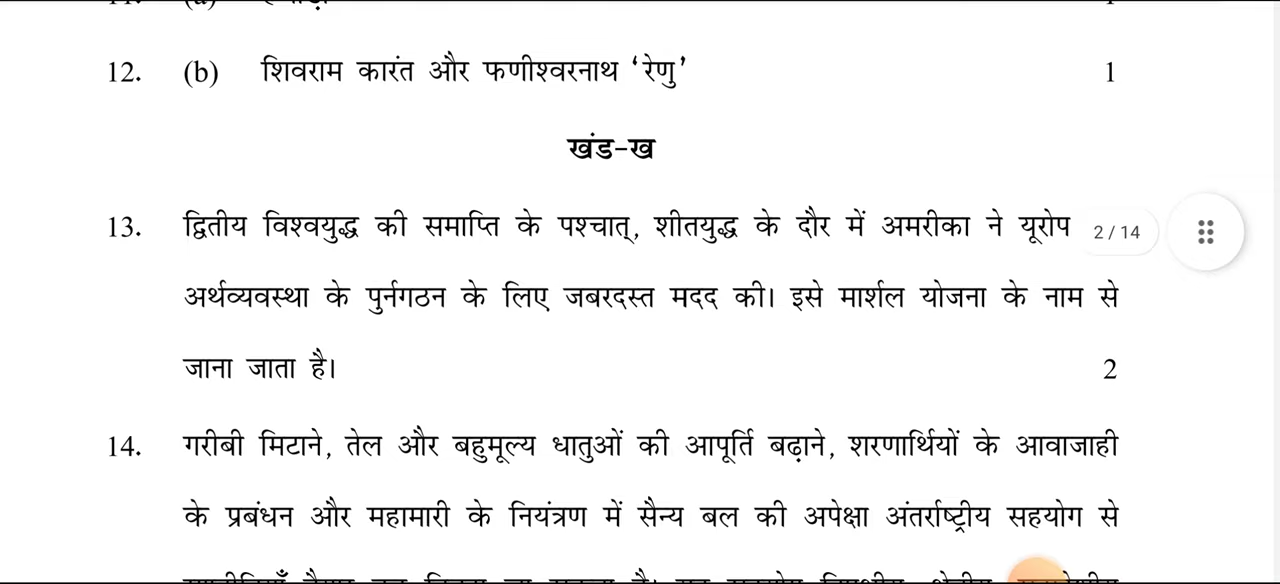 12. (b) शिवराम कारंत और फणीश्वरनाथ 'रेणु' 1
खंड-ख
13. द्वितीय विश्वयुद्ध की समाप्ति के पश्चात्, शीतयुद्ध के दौर में अमरीका ने यूरोप
2 / 14
अर्थव्यवस्था के पुर्नगठन के लिए जबरदस्त मदद की। इसे मार्शल योजना के नाम से
जाना जाता है। 2
14. गरीबी मिटाने, तेल और बहुमूल्य धातुओं की आपूर्ति बढ़ाने, शरणार्थियों के आवाजाही
के प्रबंधन और महामारी के नियंत्रण में सैन्य बल की अपेक्षा अंतर्राष्ट्रीय सहयोग से